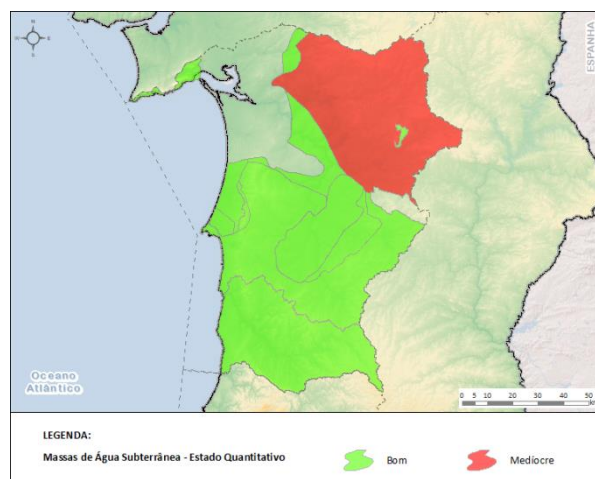 N
ESPANHA
Oceano
Atlântico
0 5 10 20 30 40 50
LEGENDA:
Massas de Água Subterrânea - Estado Quantitativo
Bom
Medíocre